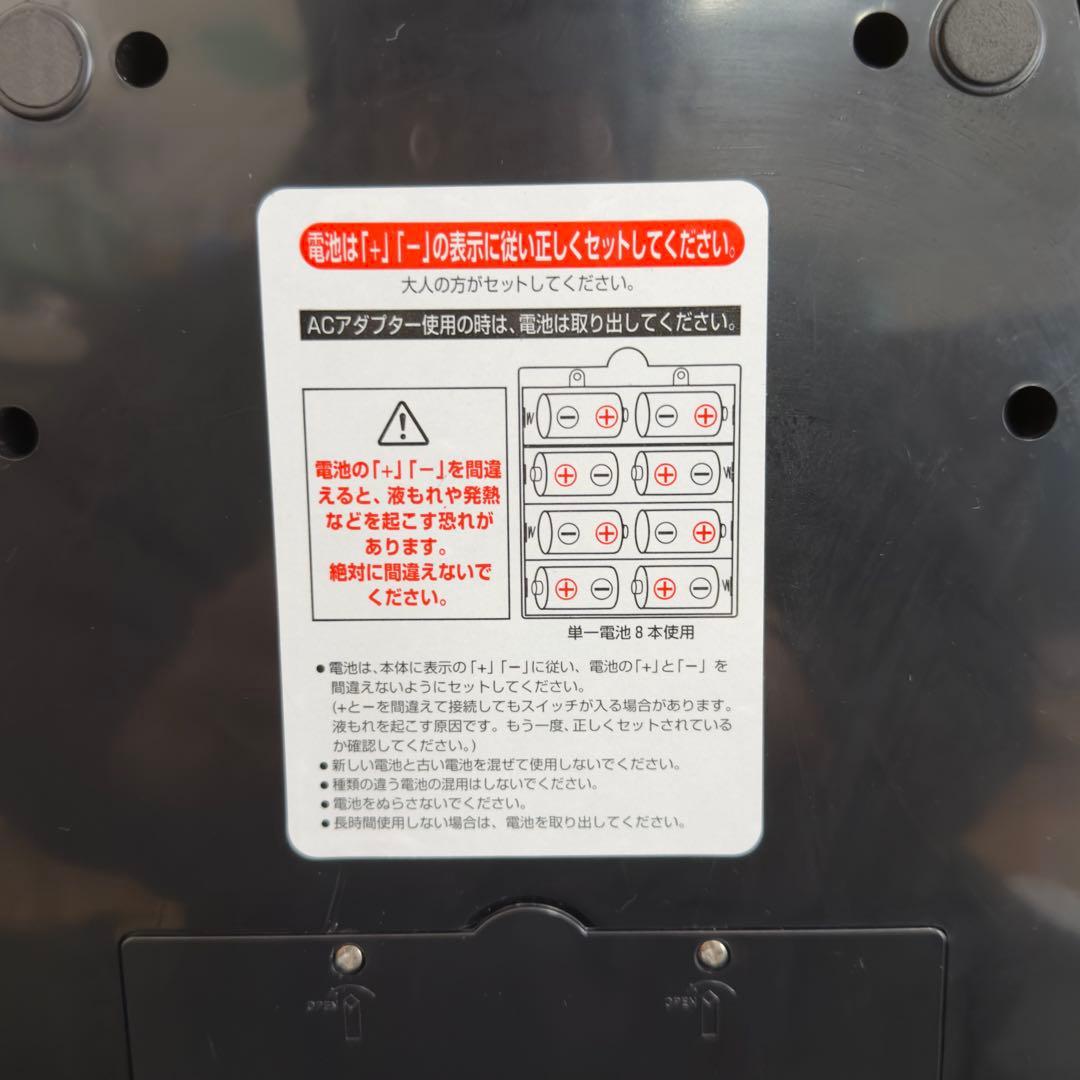 電池は「+」「−」の表示に従い正しくセットしてください。
大人の方がセットしてください。
ACアダプター使用の時は、電池は取り出してください。
電池の「+」「−」を間違
えると、液もれや発熱
などを起こす恐れが
あります。
絶対に間違えないで
ください。
− + − +
+ − + −
− + − +
+ − + −
単一電池8本使用
●電池は、本体に表示の「+」「−」に従い、電池の「+」と「−」を
間違えないようにセットしてください。
(+とーを間違えて接続してもスイッチが入る場合があります。
液もれを起こす原因です。もう一度、正しくセットされている
か確認してください。)
●新しい電池と古い電池を混ぜて使用しないでください。
●種類の違う電池の混用はしないでください。
●電池をぬらさないでください。
●長時間使用しない場合は、電池を取り出してください。
OPEN
OPEN